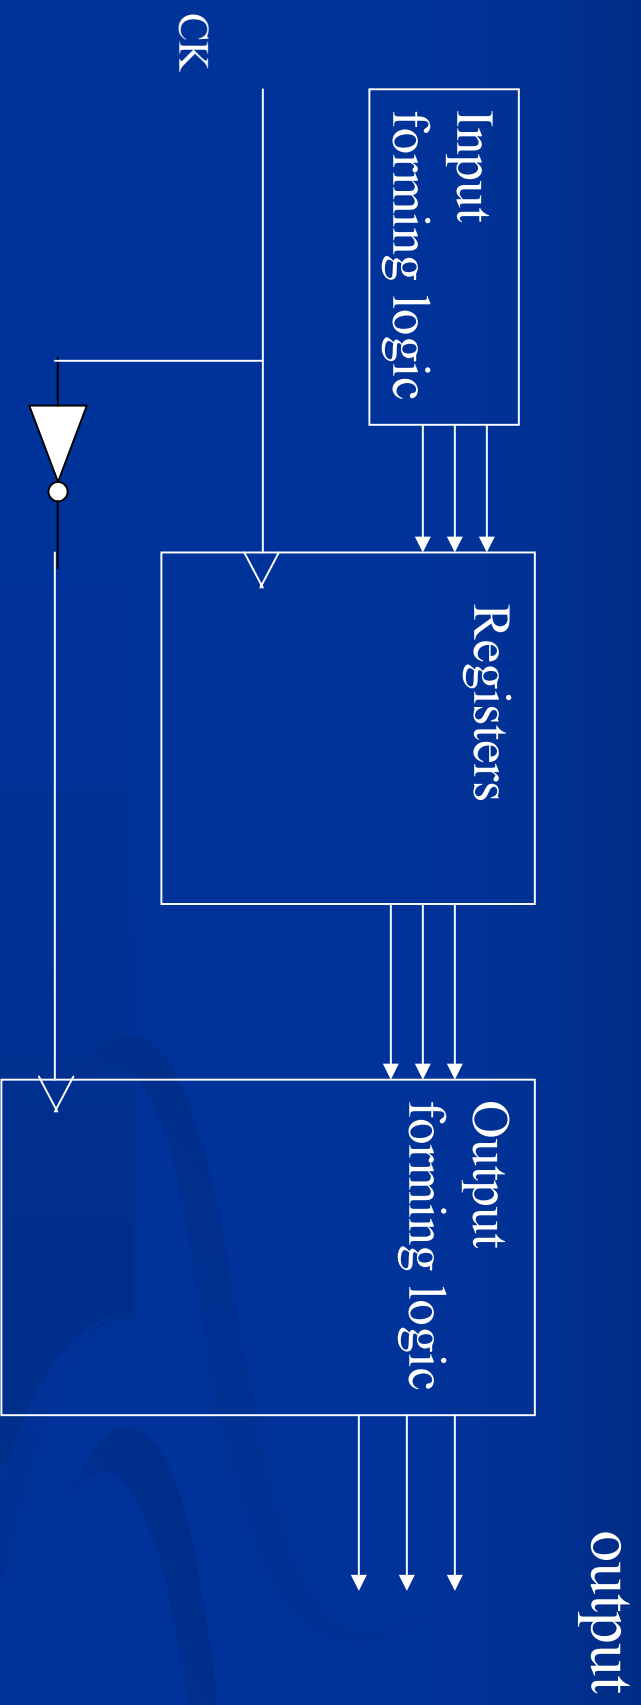 output
Input
forming logic
Registers
Output
forming logic
CK